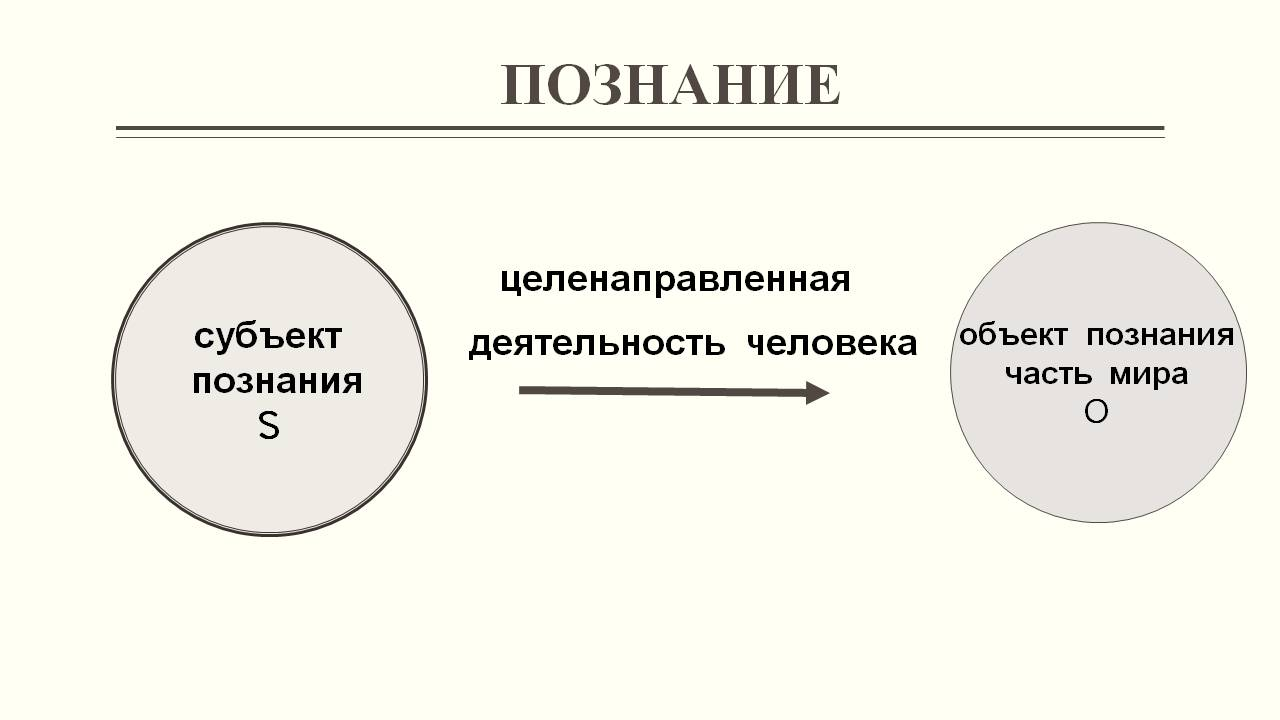 ПОЗНАНИЕ
субъект
познания
S
целенаправленная
деятельность человека
объект познания
часть мира
О